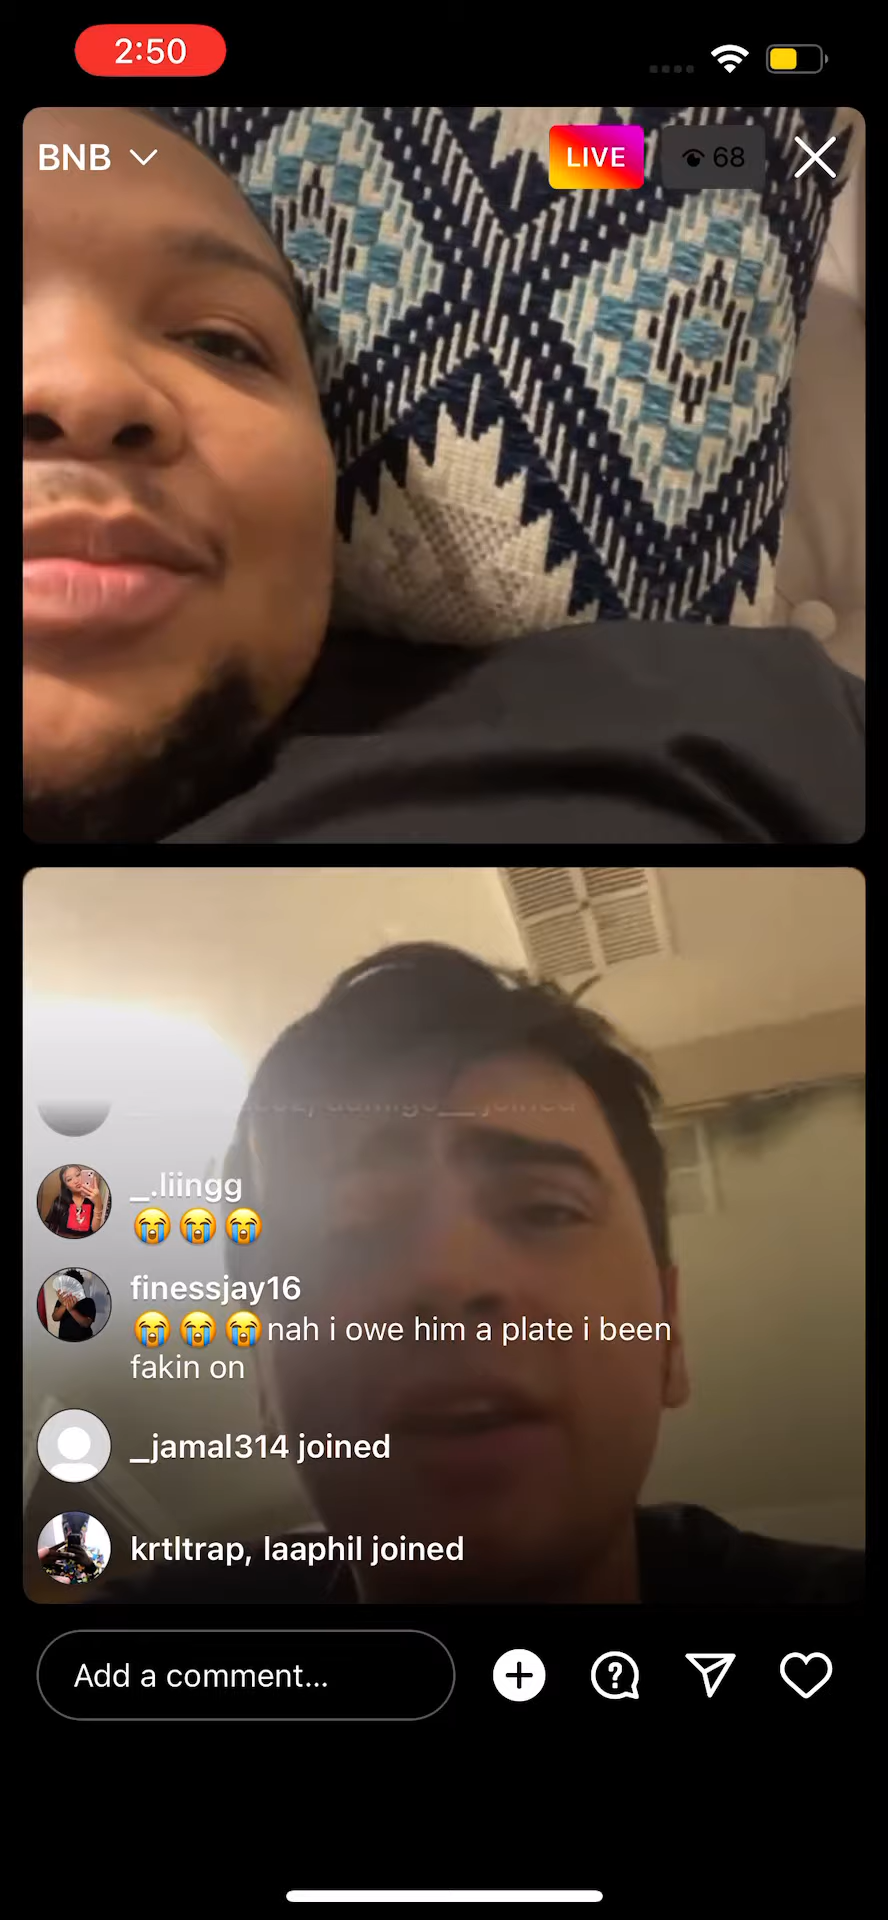 2:50
BNB
LIVE
68
_.liingg
😭😭😭
finessjay16
😭😭😭nah i owe him a plate i been
fakin on
_jamal314 joined
krtltrap, laaphil joined
Add a comment...